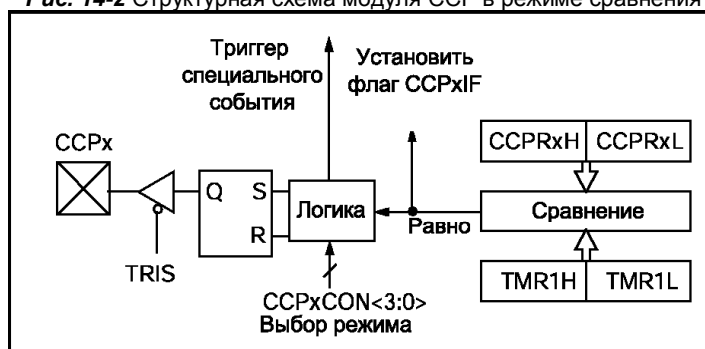 Рис. 14-2 Структурная схема модуля CCP в режиме сравнения
Триггер
специального
события
Установить
флаг CCPxIF
CCPx
CCPRxH CCPRxL
Q S
R
Логика
Равно
Сравнение
TRIS
TMR1H TMR1L
CCPxCON<3:0>
Выбор режима